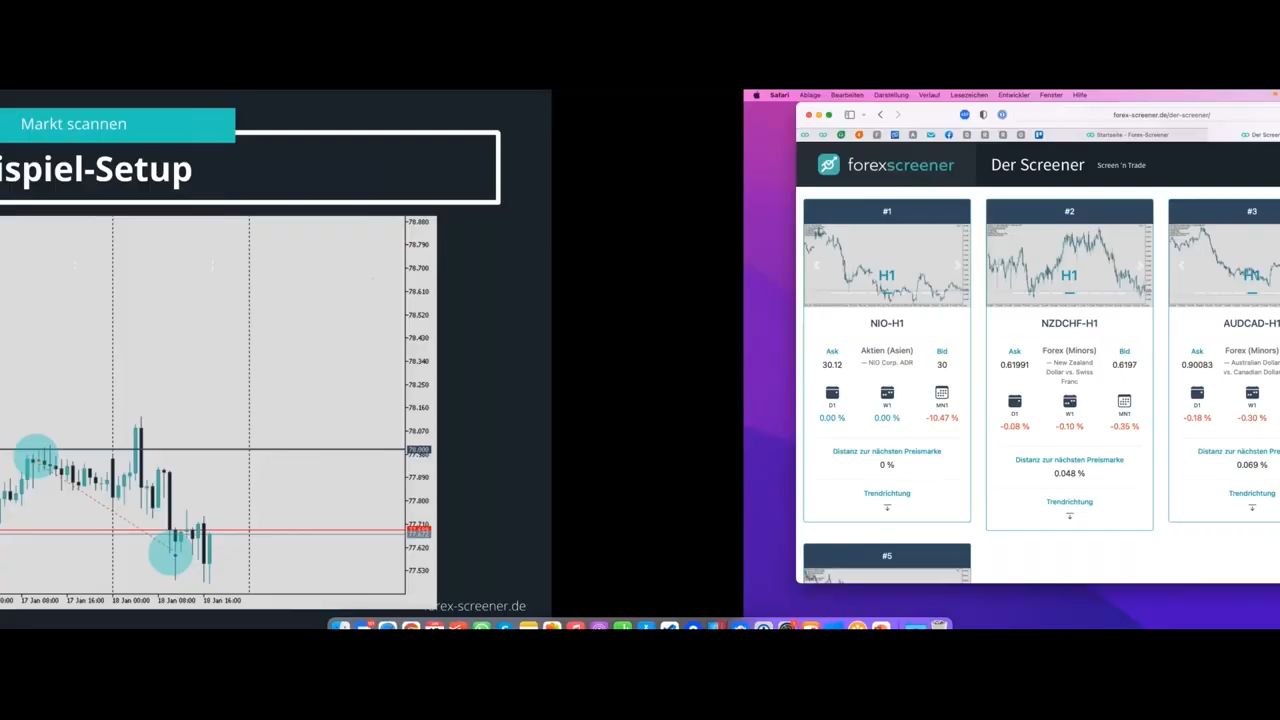 Markt scannen
ispiel-Setup
78.880
78.790
78.700
78.610
78.520
78.430
78.340
78.250
78.160
78.070
78.000
77.890
77.800
77.710
77.620
77.530
17 Jan 08:00 17 Jan 16:00 18 Jan 00:00 18 Jan 08:00 18 Jan 16:00
rex-screener.de
Safari Ablage Bearbeiten Darstellung Verlauf Lesezeichen Entwickler Fenster Hilfe
forex-screener.de/der-screener/
Startseite - Forex-Screener
Der Scree
forexscreener Der Screener Screen 'n Trade
#1
H1
NIO-H1
Ask Aktien (Asien) Bid
30.12 — NIO Corp. ADR 30
D1 W1 MN1
0.00 % 0.00 % -10.47 %
Distanz zur nächsten Preismarke
0 %
Trendrichtung
#2
H1
NZDCHF-H1
Ask Forex (Minors) Bid
0.61991 — New Zealand Dollar vs. Swiss Franc 0.6197
D1 W1 MN1
-0.08 % -0.10 % -0.35 %
Distanz zur nächsten Preismarke
0.048 %
Trendrichtung
#3
H1
AUDCAD-H1
Ask Forex (Minors)
0.90083 — Australian Dollar vs. Canadian Dollar
D1 W1
-0.18 % -0.30 %
0.069 %
Trendrichtung
#5